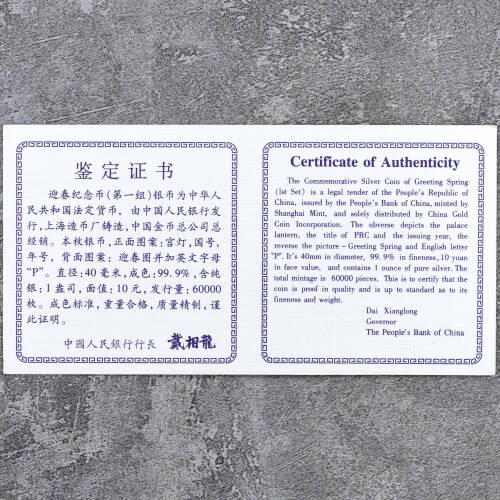 鉴定证书
迎春纪念币(第一组)银币为中华人
民共和国法定货币，由中国人民银行发
行，上海造币厂铸造，中国金币总公司总
经销。本枚银币，正面图案：宫灯，国号，
年号，背面图案：迎春图并加英文字母
“P”。直径：40毫米，成色：99.9%，含纯
银：1盎司，面值：10元，发行量：60000
枚。成色标准，重量合格，质量精制，谨
此证明。
中國人民銀行行長 戴相龍
Certificate of Authenticity
The Commemorative Silver Coin of Greeting Spring
(1st Set) is a legal tender of the People's Republic of
China, issued by the People's Bank of China, minted by
Shanghai Mint, and solely distributed by China Gold
Coin Incorporation. The obverse depicts the palace
lantern, the title of PRC and the issuing year, the
reverse the picture – Greeting Spring and English letter
"P". It's 40mm in diameter, 99.9% in fineness, 10 yuan
in face value, and contains 1 ounce of pure silver. The
total mintage is 60000 pieces. This is to certify that the
coin is proof in quality and is up to standard as to its
fineness and weight.
Dai Xianglong
Governor
The People's Bank of China